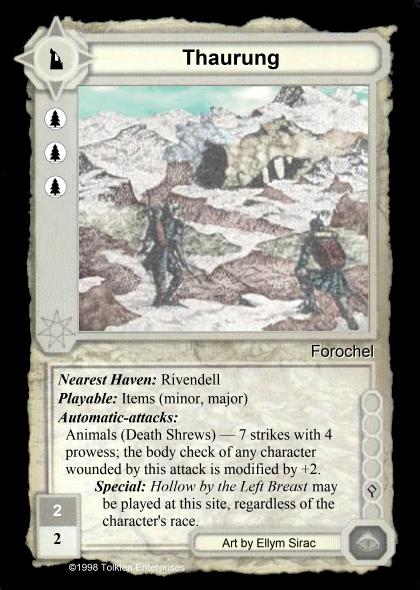 Thaurung
Forochel
Nearest Haven: Rivendell
Playable: Items (minor, major)
Automatic-attacks:
Animals (Death Shrews) — 7 strikes with 4
prowess; the body check of any character
wounded by this attack is modified by +2.
Special: Hollow by the Left Breast may
be played at this site, regardless of the
character's race.
2
2
Art by Ellym Sirac
©1998 Tolkien Enterprises